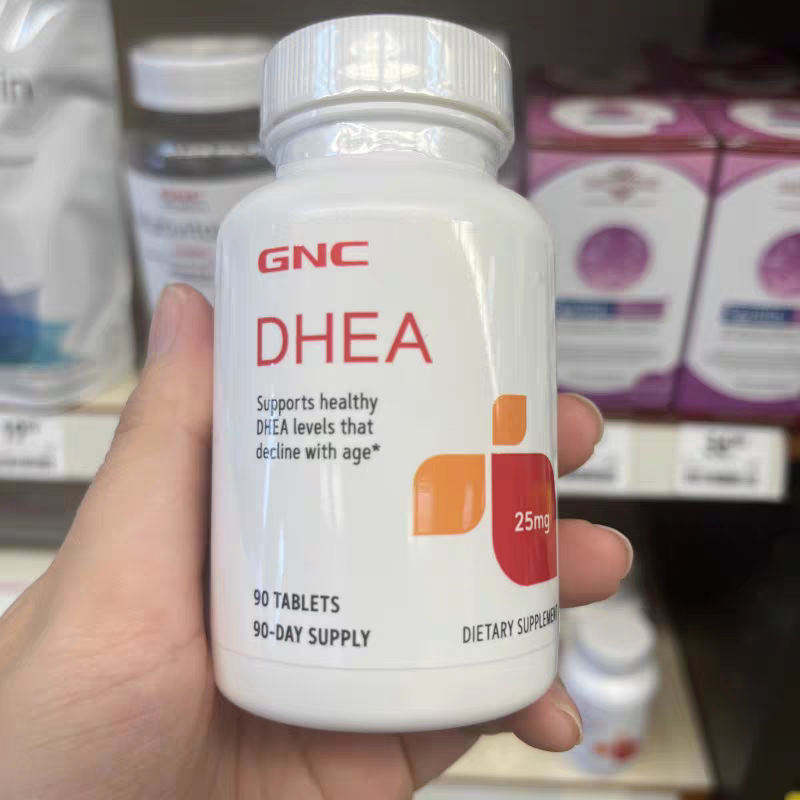 GNC
DHEA
Supports healthy
DHEA levels that
decline with age*
25mg
90 TABLETS
90-DAY SUPPLY
DIETARY SUPPLEMENT